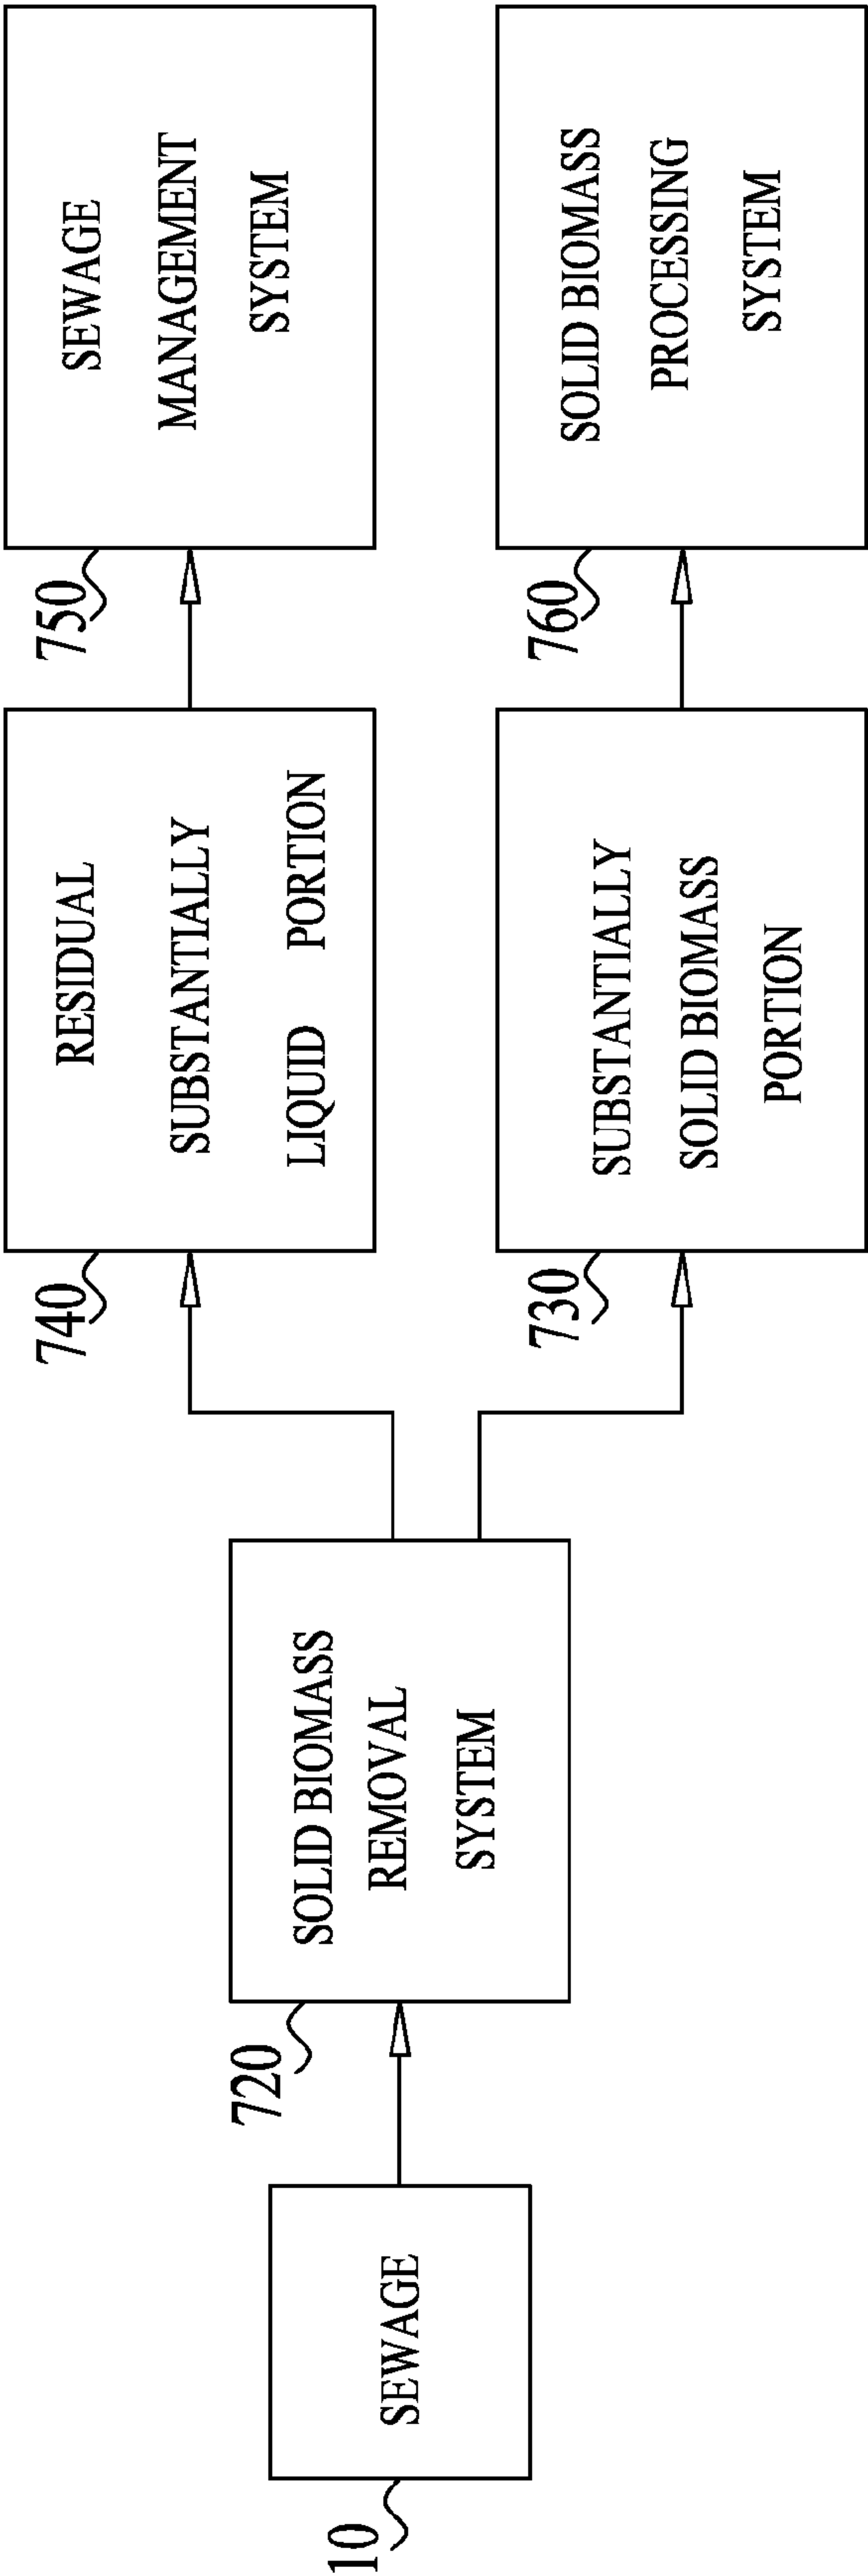 10
SEWAGE
720
SOLID BIOMASS
REMOVAL
SYSTEM
740
RESIDUAL
SUBSTANTIALLY
LIQUID PORTION
750
SEWAGE
MANAGEMENT
SYSTEM
730
SUBSTANTIALLY
SOLID BIOMASS
PORTION
760
SOLID BIOMASS
PROCESSING
SYSTEM